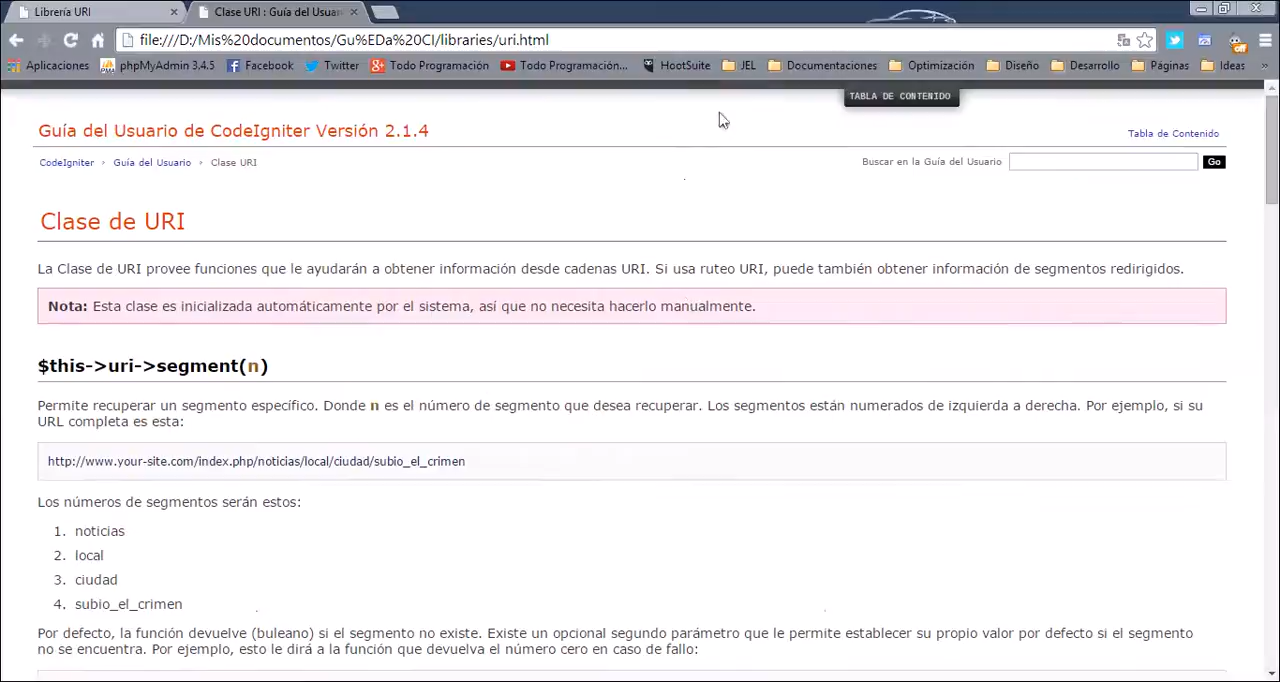 Librería URI
Clase URI : Guía del Usuar
file:///D:/Mis%20documentos/Gu%EDa%20CI/libraries/uri.html
Aplicaciones phpMyAdmin 3.4.5 Facebook Twitter Todo Programación Todo Programación... HootSuite JEL Documentaciones Optimización Diseño Desarrollo Páginas Ideas »
TABLA DE CONTENIDO
Guía del Usuario de CodeIgniter Versión 2.1.4
Tabla de Contenido
CodeIgniter › Guía del Usuario › Clase URI
Buscar en la Guía del Usuario Go
Clase de URI
La Clase de URI provee funciones que le ayudarán a obtener información desde cadenas URI. Si usa ruteo URI, puede también obtener información de segmentos redirigidos.
Nota: Esta clase es inicializada automáticamente por el sistema, así que no necesita hacerlo manualmente.
$this->uri->segment(n)
Permite recuperar un segmento específico. Donde n es el número de segmento que desea recuperar. Los segmentos están numerados de izquierda a derecha. Por ejemplo, si su
URL completa es esta:
http://www.your-site.com/index.php/noticias/local/ciudad/subio_el_crimen
Los números de segmentos serán estos:
1. noticias
2. local
3. ciudad
4. subio_el_crimen
Por defecto, la función devuelve (buleano) si el segmento no existe. Existe un opcional segundo parámetro que le permite establecer su propio valor por defecto si el segmento
no se encuentra. Por ejemplo, esto le dirá a la función que devuelva el número cero en caso de fallo: